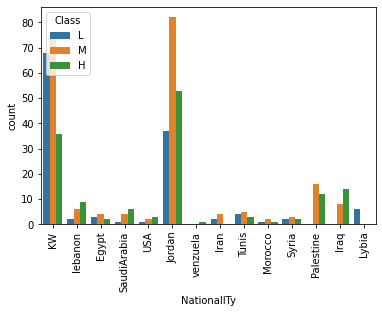 Class
L
M
H
80
70
60
50
40
30
20
10
0
count
KW
lebanon
Egypt
SaudiArabia
USA
Jordan
venzuela
Iran
Tunis
Morocco
Syria
Palestine
Iraq
Lybia
NationalITy